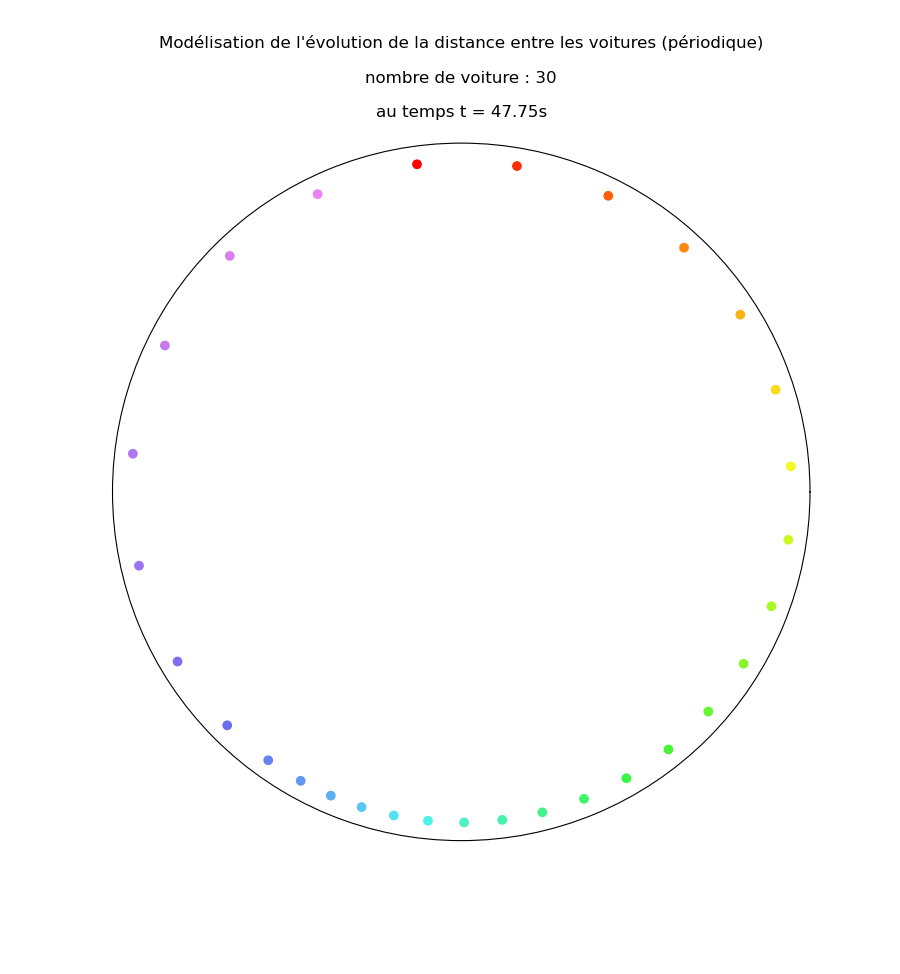 Modélisation de l'évolution de la distance entre les voitures (périodique)
nombre de voiture : 30
au temps t = 47.75s